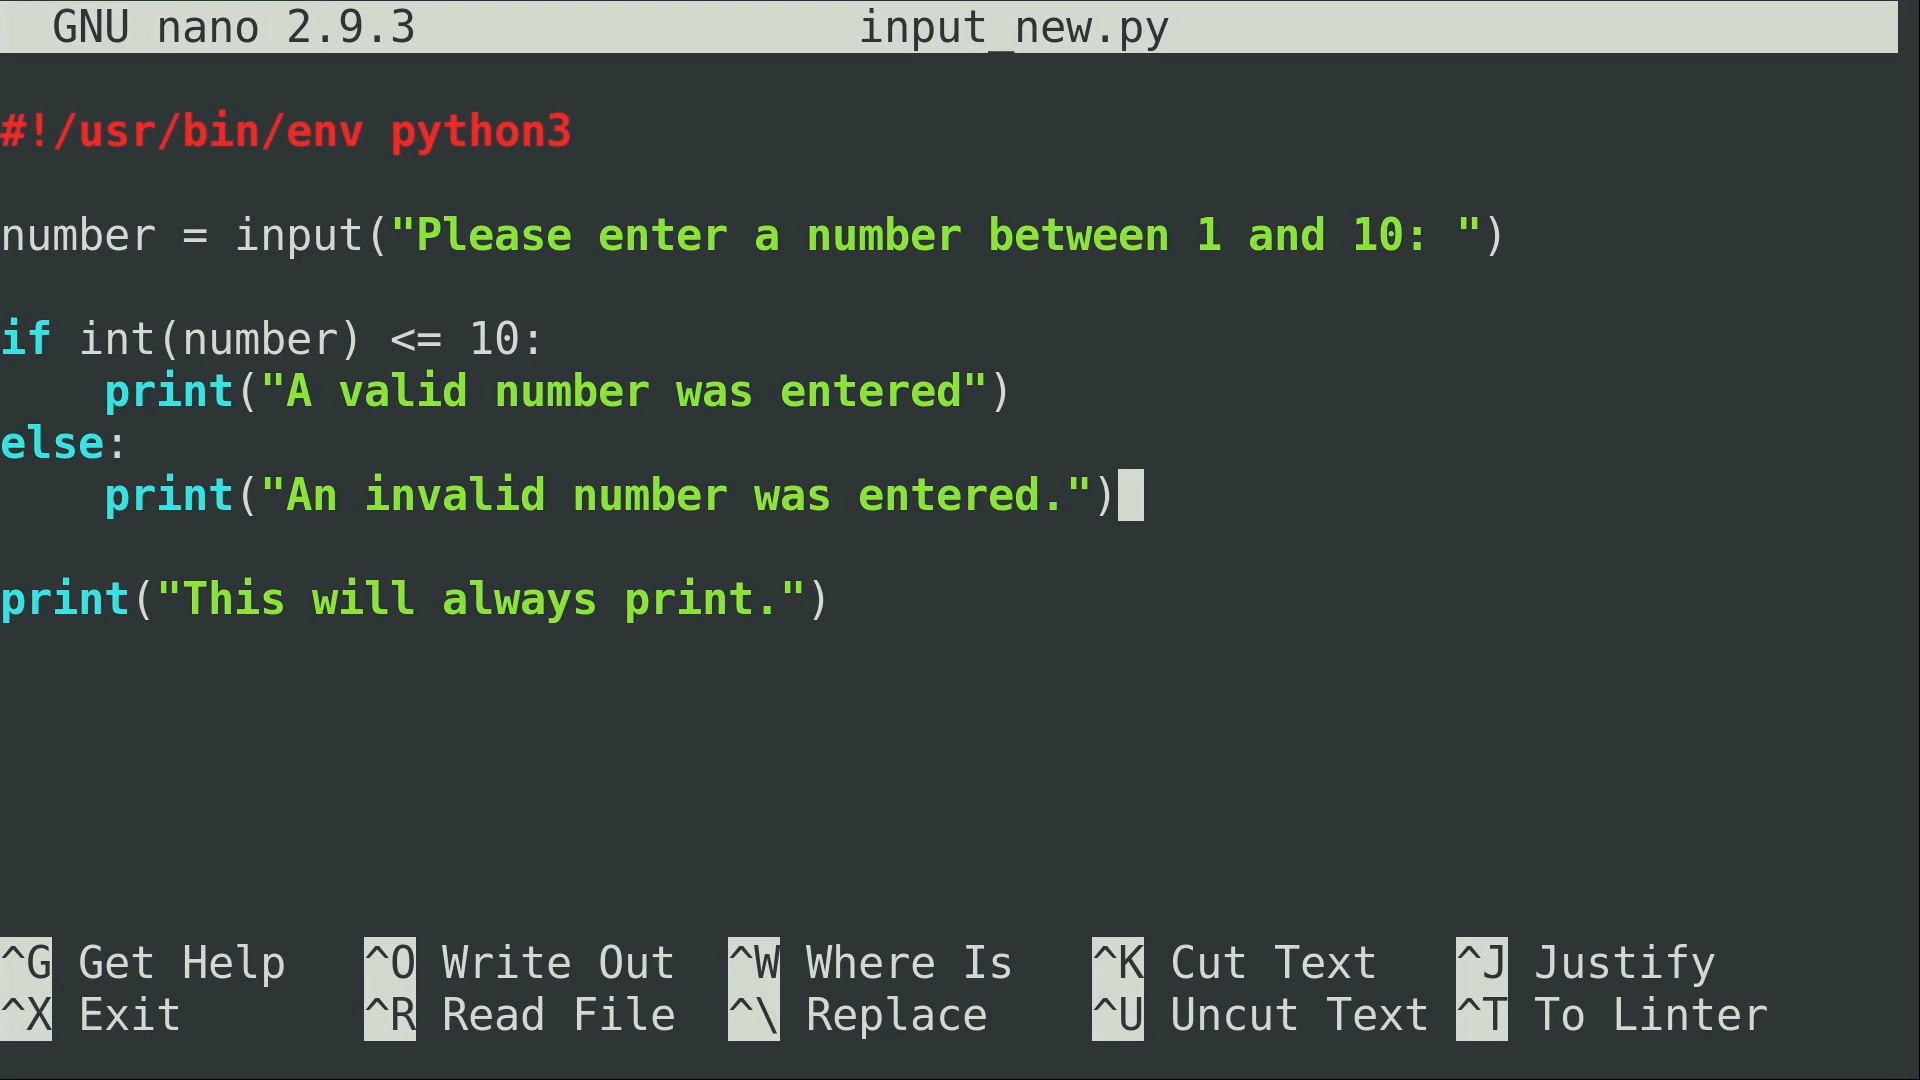 GNU nano 2.9.3 input_new.py
#!/usr/bin/env python3
number = input("Please enter a number between 1 and 10: ")
if int(number) <= 10:
    print("A valid number was entered")
else:
    print("An invalid number was entered.")
print("This will always print.")
^G Get Help ^O Write Out ^W Where Is ^K Cut Text ^J Justify
^X Exit ^R Read File ^\ Replace ^U Uncut Text ^T To Linter